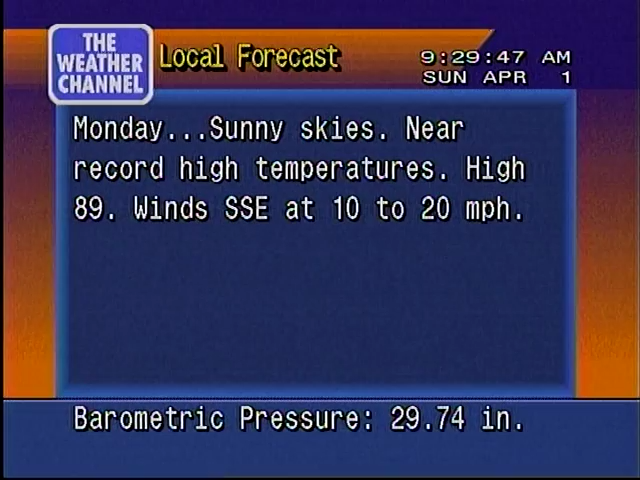 THE
WEATHER
CHANNEL
Local Forecast
9:29:47 AM
SUN APR 1
Monday...Sunny skies. Near
record high temperatures. High
89. Winds SSE at 10 to 20 mph.
Barometric Pressure: 29.74 in.